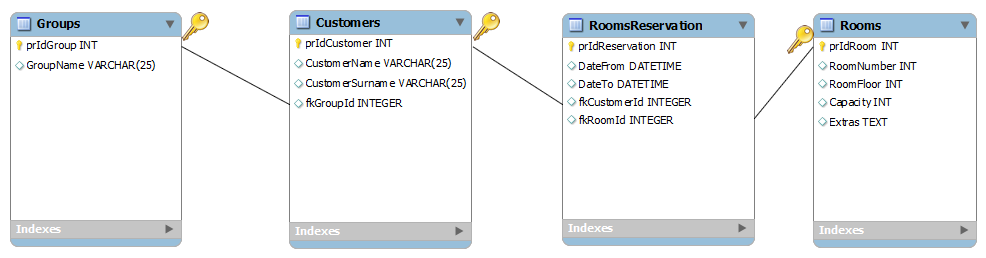 Groups
prIdGroup INT
GroupName VARCHAR(25)
Indexes
Customers
prIdCustomer INT
CustomerName VARCHAR(25)
CustomerSurname VARCHAR(25)
fkGroupId INTEGER
Indexes
RoomsReservation
prIdReservation INT
DateFrom DATETIME
DateTo DATETIME
fkCustomerId INTEGER
fkRoomId INTEGER
Indexes
Rooms
prIdRoom INT
RoomNumber INT
RoomFloor INT
Capacity INT
Extras TEXT
Indexes